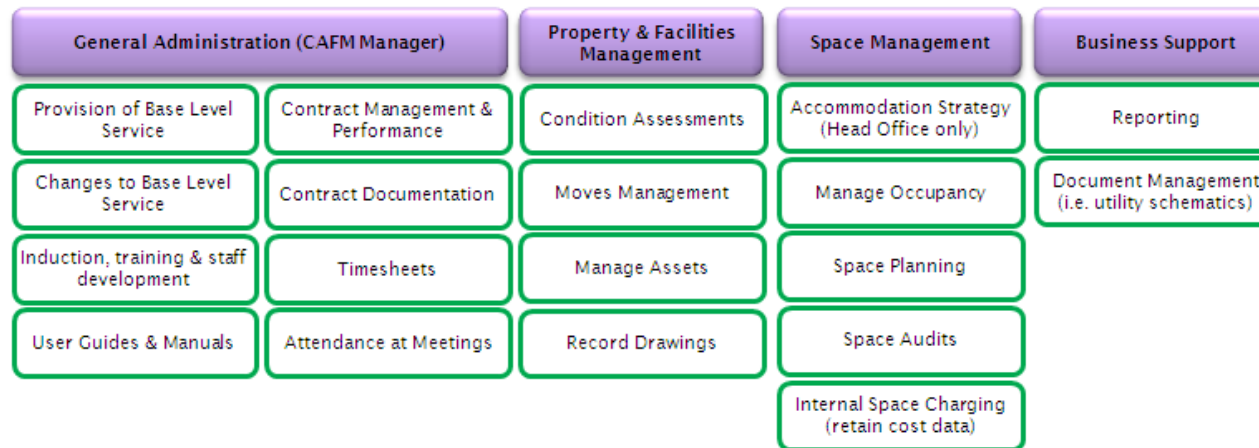 General Administration (CAFM Manager)
Property & Facilities
Management
Space Management
Business Support
Provision of Base Level
Service
Contract Management &
Performance
Condition Assessments
Accommodation Strategy
(Head Office only)
Reporting
Changes to Base Level
Service
Contract Documentation
Moves Management
Manage Occupancy
Document Management
(i.e. utility schematics)
Induction, training & staff
development
Timesheets
Manage Assets
Space Planning
User Guides & Manuals
Attendance at Meetings
Record Drawings
Space Audits
Internal Space Charging
(retain cost data)